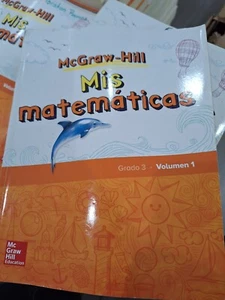 McGraw-Hill
Mis
matemáticas
Grado 3 · Volumen 1
Mc
Graw
Hill
Education